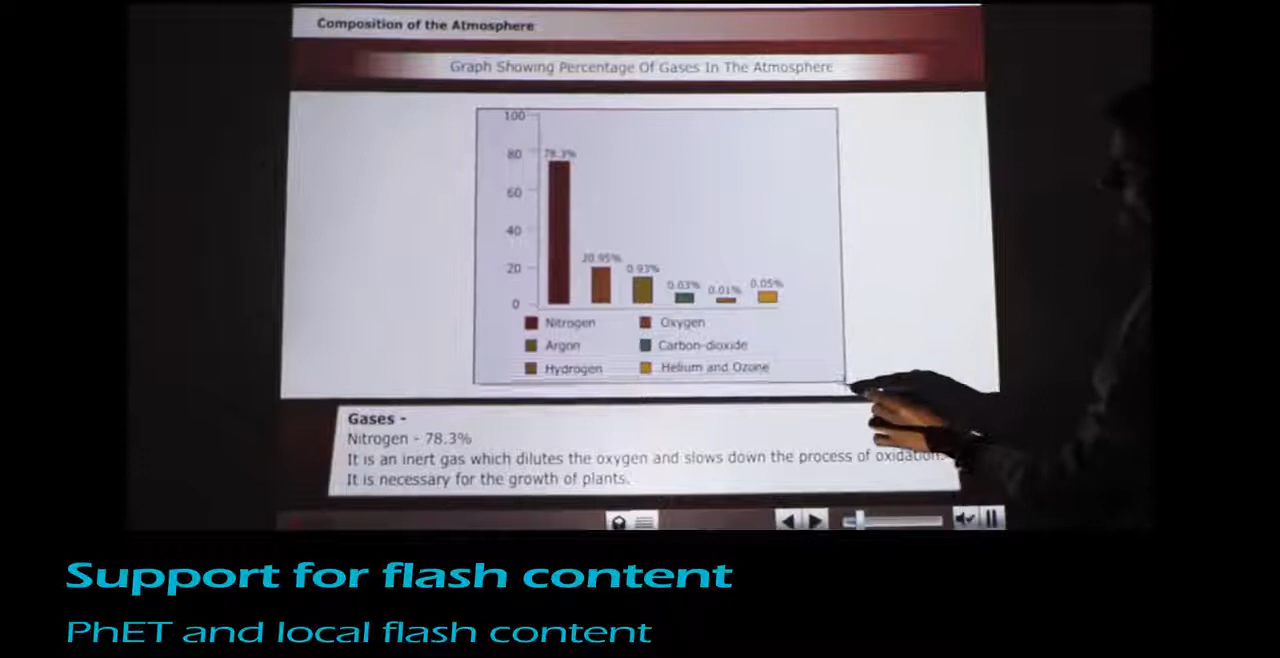 Composition of the Atmosphere
Graph Showing Percentage Of Gases In The Atmosphere
100
80
60
40
20
0
78.3%
20.95%
0.93%
0.03%
0.01%
0.05%
Nitrogen
Oxygen
Argon
Carbon-dioxide
Hydrogen
Helium and Ozone
Gases -
Nitrogen - 78.3%
It is an inert gas which dilutes the oxygen and slows down the process of oxidation.
It is necessary for the growth of plants.
Support for flash content
PhET and local flash content